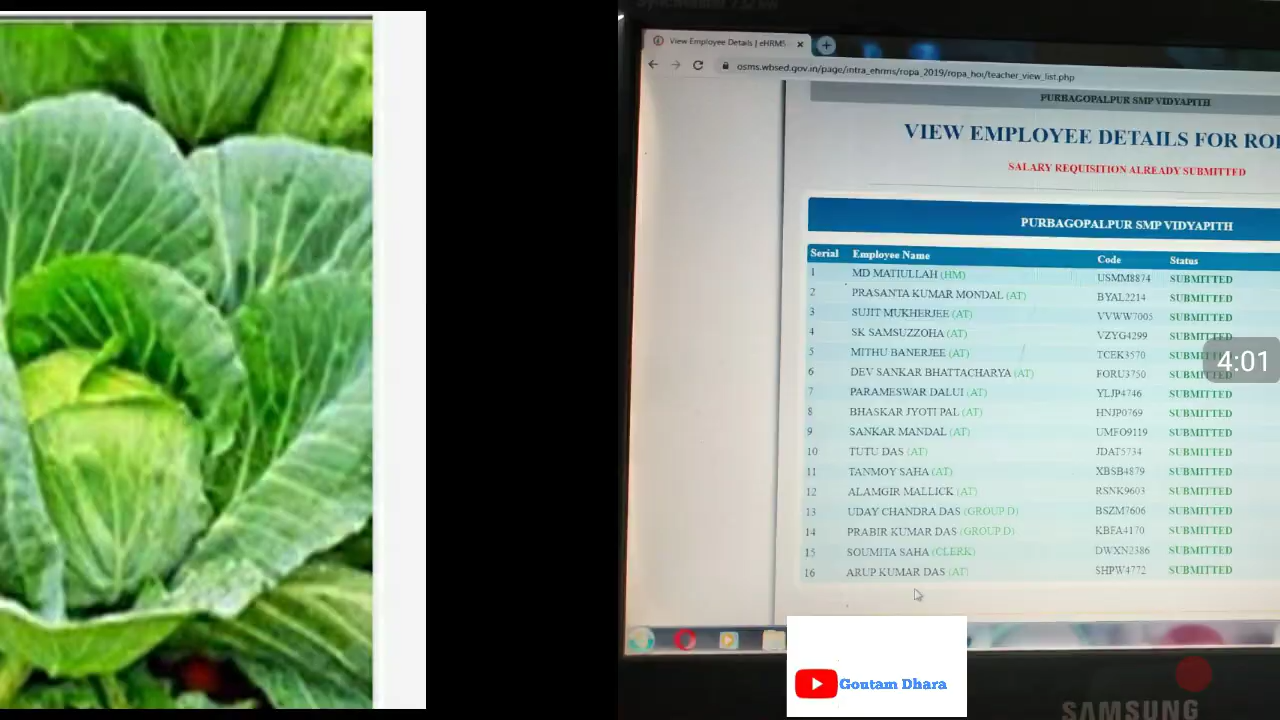 View Employee Details | eHRMS
osms.wbsed.gov.in/page/intra_ehrms/ropa_2019/ropa_hoi/teacher_view_list.php
PURBAGOPALPUR SMP VIDYAPITH
VIEW EMPLOYEE DETAILS FOR
SALARY REQUISITION ALREADY SUBMITTED
PURBAGOPALPUR SMP VIDYAPITH
Serial Employee Name Code Status
1 MD MATIULLAH (HM) USMM8874 SUBMITTED
2 PRASANTA KUMAR MONDAL (AT) BYAL2214 SUBMITTED
3 SUJIT MUKHERJEE (AT) VVWW7005 SUBMITTED
4 SK SAMSUZZOHA (AT) VZYG4299 SUBMITTED
5 MITHU BANERJEE (AT) TCEK3570
4:01
6 DEV SANKAR BHATTACHARYA (AT) FORU3750 SUBMITTED
7 PARAMESWAR DALUI (AT) YLJP4746 SUBMITTED
8 BHASKAR JYOTI PAL (AT) HNJP0769 SUBMITTED
9 SANKAR MANDAL (AT) UMFO9119 SUBMITTED
10 TUTU DAS (AT) JDAT5734 SUBMITTED
11 TANMOY SAHA (AT) XBSB4879 SUBMITTED
12 ALAMGIR MALLICK (AT) RSNK9603 SUBMITTED
13 UDAY CHANDRA DAS (GROUP D) BSZM7606 SUBMITTED
14 PRABIR KUMAR DAS (GROUP D) KBFA4170 SUBMITTED
15 SOUMITA SAHA (CLERK) DWXN2386 SUBMITTED
16 ARUP KUMAR DAS (AT) SHPW4772 SUBMITTED
Goutam Dhara
SAMSUNG